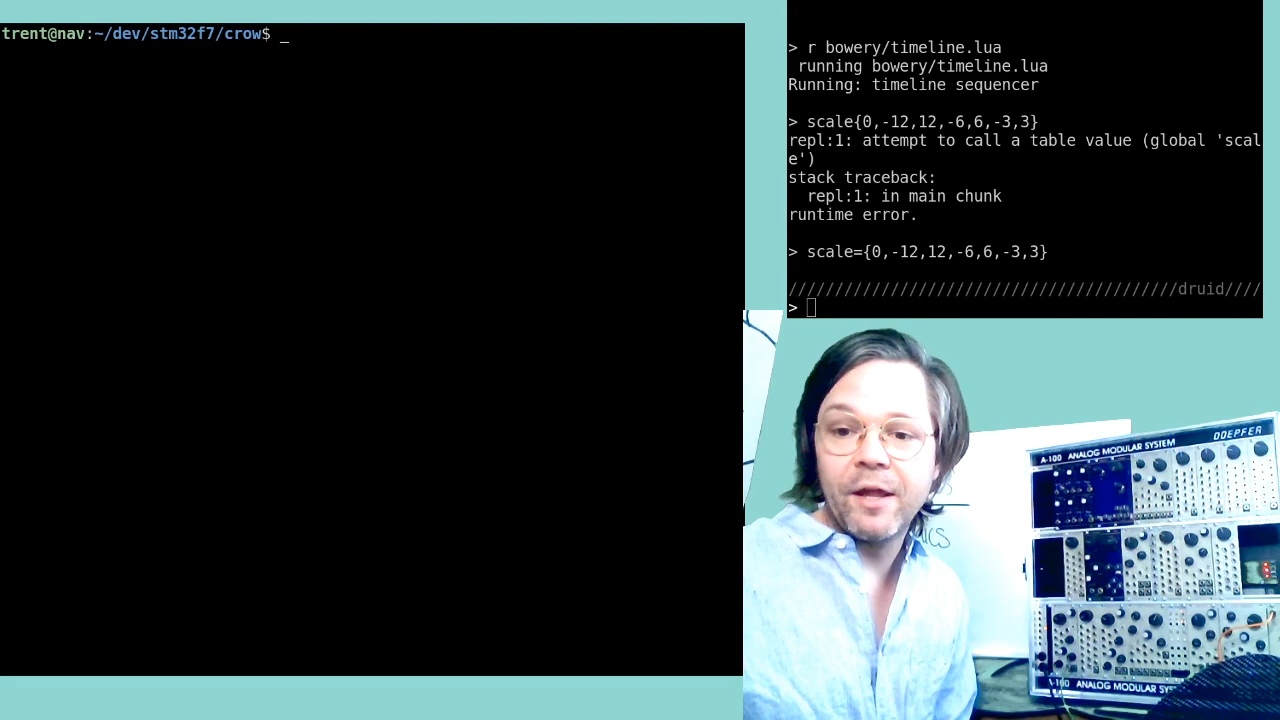 trent@nav:~/dev/stm32f7/crow$ _
> r bowery/timeline.lua
running bowery/timeline.lua
Running: timeline sequencer
> scale{0,-12,12,-6,6,-3,3}
repl:1: attempt to call a table value (global 'scal
e')
stack traceback:
repl:1: in main chunk
runtime error.
> scale={0,-12,12,-6,6,-3,3}
//////////////////////////////////////////druid////
>
A-100 ANALOG MODULAR SYSTEM DOEPFER
A-100 ANALOG MODULAR SYS